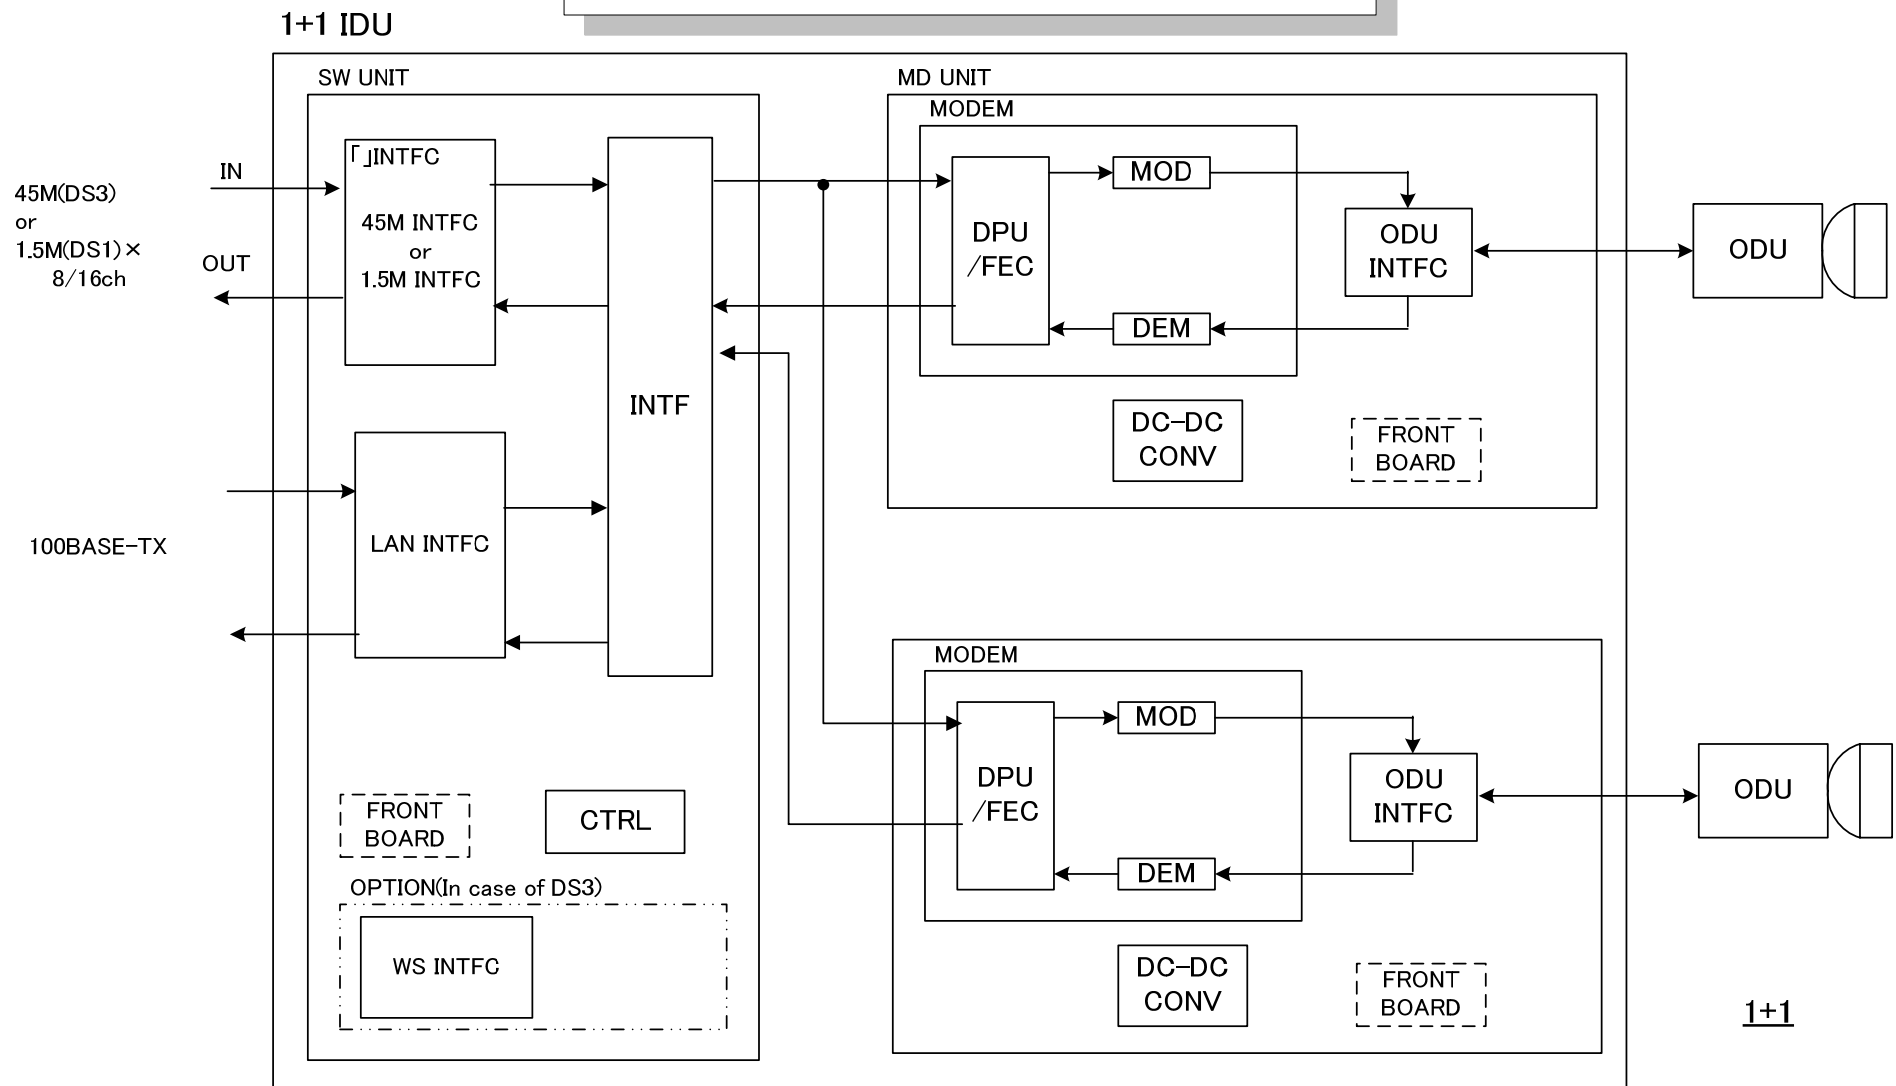 1+1 IDU
SW UNIT
「」INTFC
45M INTFC
or
1.5M INTFC
IN
OUT
45M(DS3)
or
1.5M(DS1)×
8/16ch
INTF
LAN INTFC
100BASE-TX
FRONT
BOARD
CTRL
OPTION(In case of DS3)
WS INTFC
MD UNIT
MODEM
DPU
/FEC
MOD
DEM
ODU
INTFC
ODU
DC-DC
CONV
FRONT
BOARD
MODEM
DPU
/FEC
MOD
DEM
ODU
INTFC
ODU
DC-DC
CONV
FRONT
BOARD
1+1